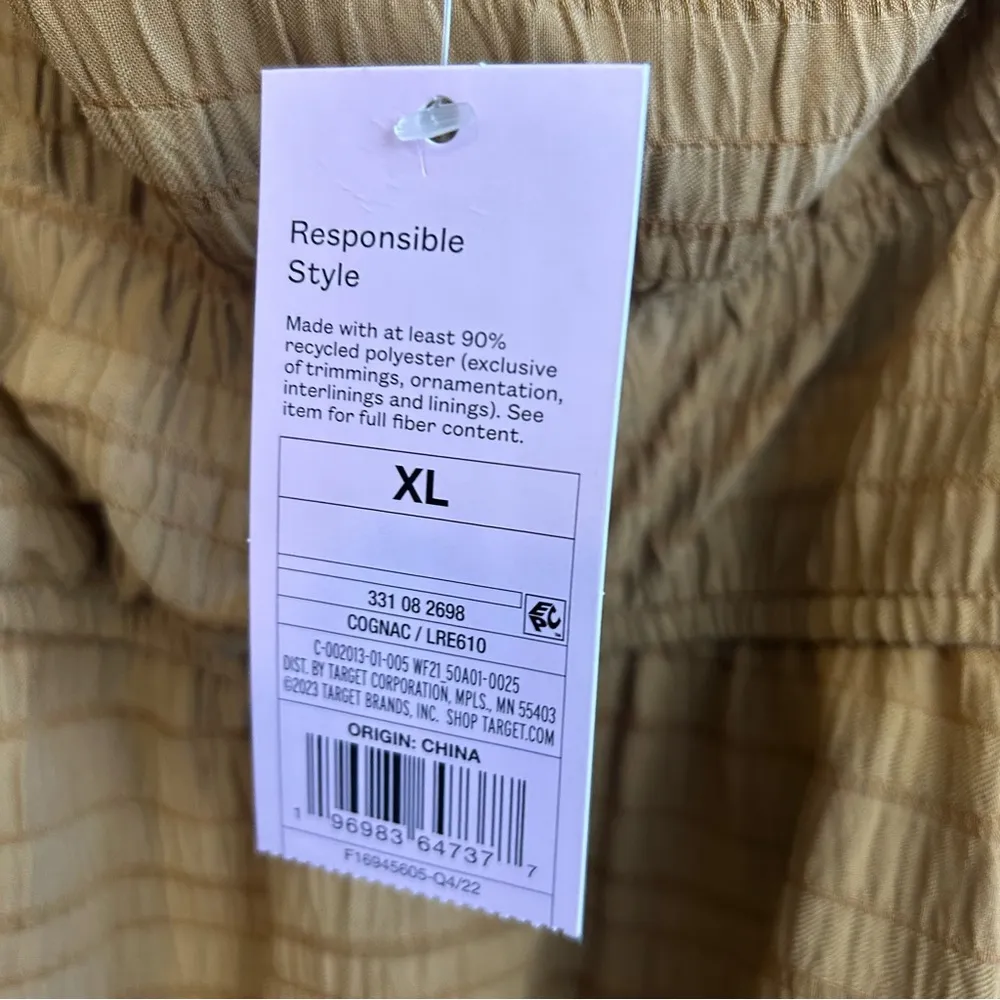 Responsible
Style
Made with at least 90%
recycled polyester (exclusive
of trimmings, ornamentation,
interlinings and linings). See
item for full fiber content.
XL
331 08 2698
EPC™
COGNAC / LRE610
C-002013-01-005 WF21_50A01-0025
DIST. BY TARGET CORPORATION, MPLS., MN 55403
©2023 TARGET BRANDS, INC. SHOP TARGET.COM
ORIGIN: CHINA
1 96983 64737 7
F16945605-Q4/22